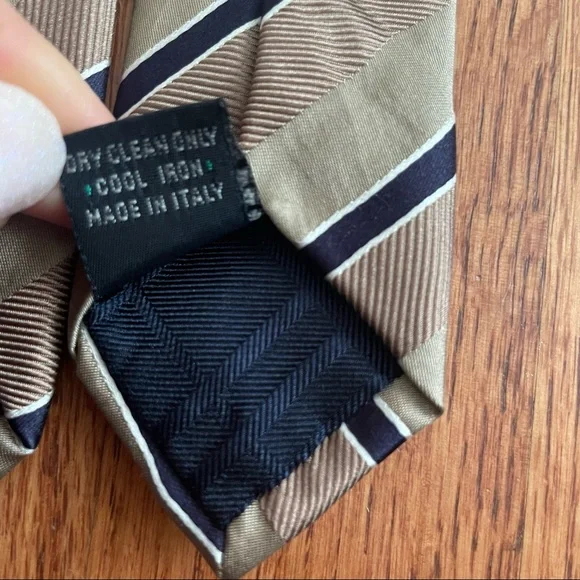 DRY CLEAN ONLY
• COOL IRON •
MADE IN ITALY